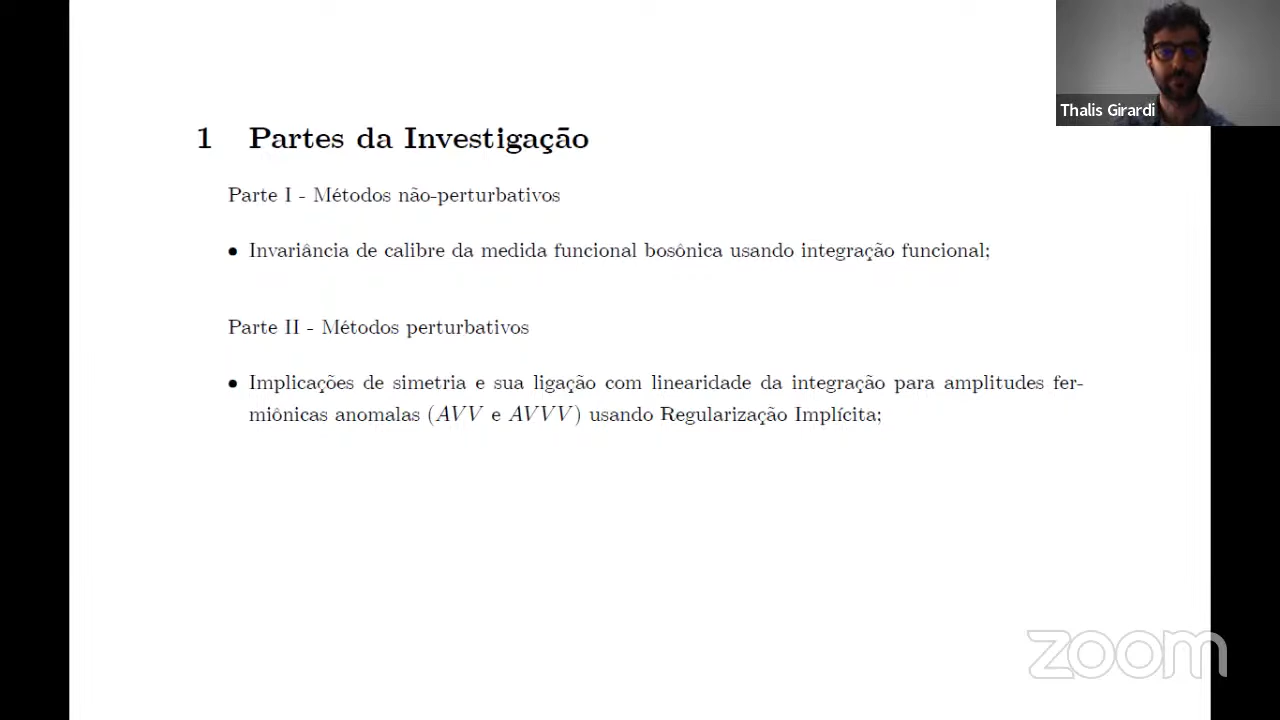 Thalis Girardi
1 Partes da Investigação
Parte I - Métodos não-perturbativos
• Invariância de calibre da medida funcional bosônica usando integração funcional;
Parte II - Métodos perturbativos
• Implicações de simetria e sua ligação com linearidade da integração para amplitudes fer-
miônicas anomalas (AVV e AVVV) usando Regularização Implícita;
zoom